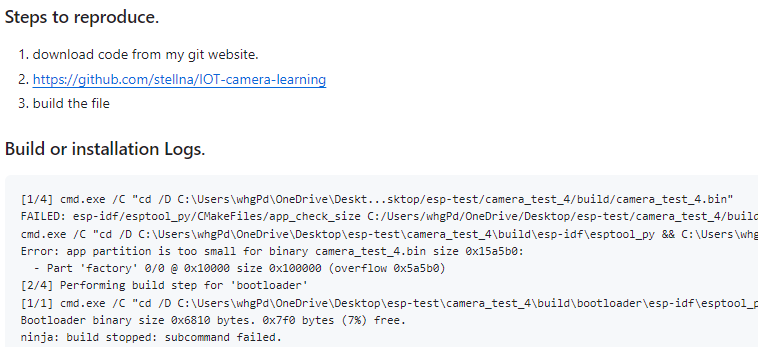 Steps to reproduce.
1. download code from my git website.
2. https://github.com/stellna/IOT-camera-learning
3. build the file
Build or installation Logs.
[1/4] cmd.exe /C "cd /D C:\Users\whgPd\OneDrive\Deskt...sktop/esp-test/camera_test_4/build/camera_test_4.bin"
FAILED: esp-idf/esptool_py/CMakeFiles/app_check_size C:/Users/whgPd/OneDrive/Desktop/esp-test/camera_test_4/build
cmd.exe /C "cd /D C:\Users\whgPd\OneDrive\Desktop\esp-test\camera_test_4\build\esp-idf\esptool_py && C:\Users\whg
Error: app partition is too small for binary camera_test_4.bin size 0x15a5b0:
- Part 'factory' 0/0 @ 0x10000 size 0x100000 (overflow 0x5a5b0)
[2/4] Performing build step for 'bootloader'
[1/1] cmd.exe /C "cd /D C:\Users\whgPd\OneDrive\Desktop\esp-test\camera_test_4\build\bootloader\esp-idf\esptool_p
Bootloader binary size 0x6810 bytes. 0x7f0 bytes (7%) free.
ninja: build stopped: subcommand failed.